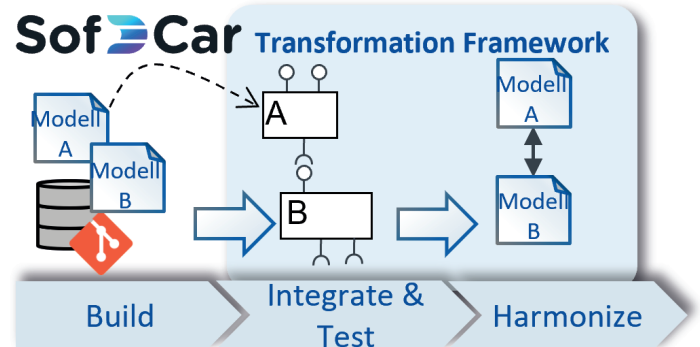 SofDCar
Transformation Framework
Modell
A
Modell
B
A
B
Modell
A
Modell
B
Build
Integrate &
Test
Harmonize